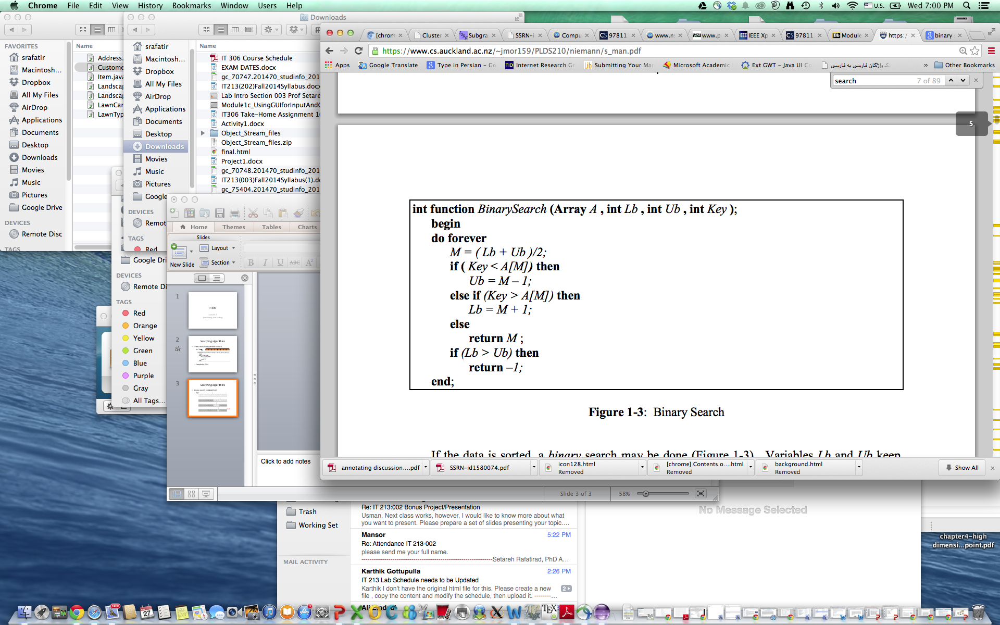 Chrome File Edit View History Bookmarks Window Users Help
U.S. Wed 7:00 PM
FAVORITES
srafatir
Macintosh...
Dropbox
All My Files
AirDrop
Applications
Documents
Desktop
Downloads
Movies
Music
Pictures
Google Drive
DEVICES
Remote Disc
TAGS
Name
Address.
Custome
Item.java
Landscap
Landscap
LawnCar
LawnTyp
Downloads
srafatir
Macintosh...
Dropbox
All My Files
AirDrop
Applications
Documents
Desktop
Downloads
Movies
Music
Pictures
Google
DEVICES
Remot
TAGS
Red
Name
IT 306 Course Schedule
EXAM DATES.docx
gc_70747.201470_studinfo_201
IT213(202)Fall2014Syllabus.docx
Lab Intro Section 003 Prof Setare
Module1c_UsingGUIforInputAndO
IT306 Take-Home Assignment 1(
Activity1.docx
Object_Stream_files
Object_Stream_files.zip
final.html
Project1.docx
gc_70748.201470_studinfo_201
IT213(003)Fall2014Syllabus(1).do
gc_75404.201470_studinfo_201
Google Dri
DEVICES
Remote Di
TAGS
Red
Orange
Yellow
Green
Blue
Purple
Gray
All Tags...
Home Themes Tables Charts
Slides
New Slide
Layout
Section
B I U ABC A²
1
IT306
2
Searching algorithms
3
Searching algorithms
Click to add notes
Slide 3 of 3 58%
[chrom
Cluster
Subgra
SSRN-i
Compu
CS 97811
www.n
ASU www.p
IEEE IEEE Xp
CS 97811
Bb Module
https:/
binary
https://www.cs.auckland.ac.nz/~jmor159/PLDS210/niemann/s_man.pdf
Apps Google Translate Type in Persian - Go Internet Research Gr Submitting Your Ma Microsoft Academic Ext GWT - Java UI Co واژگان فارسی به فارسی » Other Bookmarks
search 7 of 89
5
int function BinarySearch (Array A , int Lb , int Ub , int Key );
begin
do forever
M = ( Lb + Ub )/2;
if ( Key < A[M]) then
Ub = M – 1;
else if (Key > A[M]) then
Lb = M + 1;
else
return M ;
if (Lb > Ub) then
return –1;
end;
Figure 1-3: Binary Search
If the data is sorted, a binary search may be done (Figure 1-3). Variables Lb and Ub keep
annotating discussion....pdf
SSRN-id1580074.pdf
icon128.html
Removed
[chrome] Contents o....html
Removed
background.html
Removed
Show All
Trash
Working Set
MAIL ACTIVITY
Re: IT 213:002 Bonus Project/Presentation
Usman, Next class works, however, I would like to know more about what
you want to present. Please prepare a set of slides presenting your topic....
Mansor 5:22 PM
Re: Attendance IT 213-002
please send me your full name.
-----Setareh Rafatirad, PhD A...
Karthik Gottupulla 2:26 PM
IT 213 Lab Schedule needs to be Updated
Karthik I don't have the original html file for this. Please create a new
file , copy the content and modify the schedule, then upload it. --------...
2
No Message Selected
chapter4-high
dimensi...point.pdf